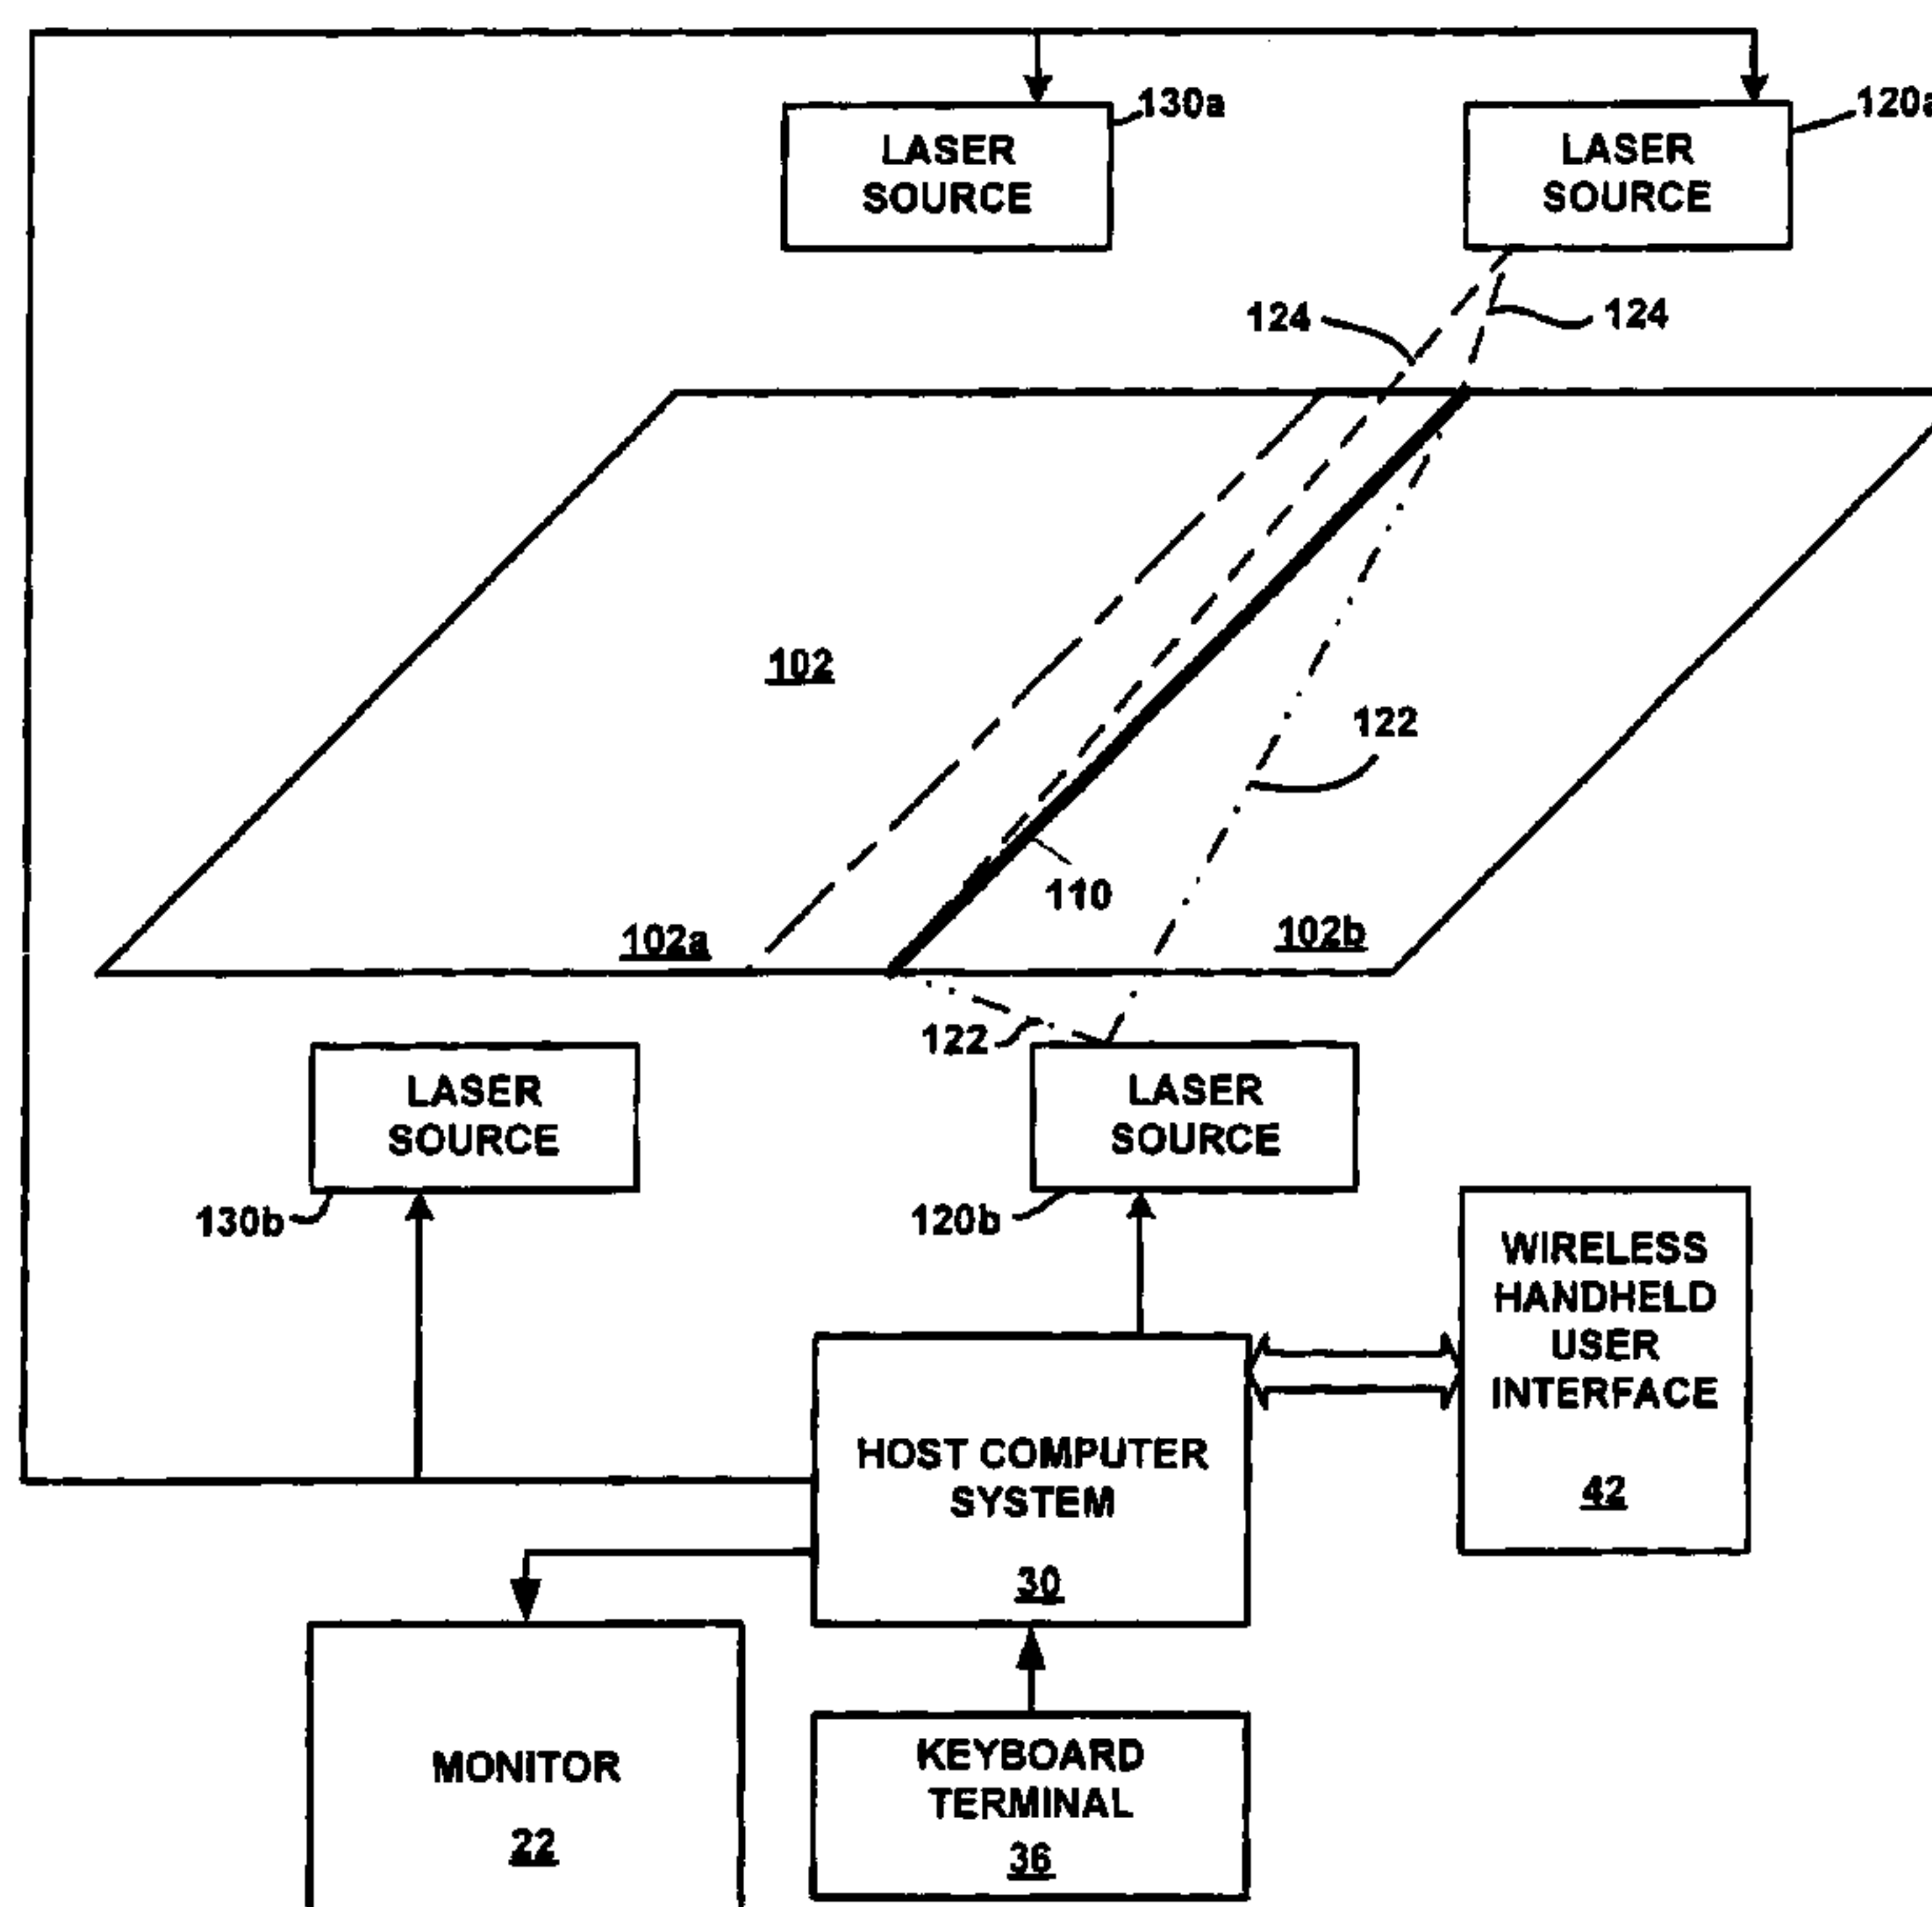 130a
120a
LASER
SOURCE
LASER
SOURCE
124
124
102
122
110
102a
102b
122
LASER
SOURCE
LASER
SOURCE
130b
120b
WIRELESS
HANDHELD
USER
INTERFACE
42
HOST COMPUTER
SYSTEM
30
MONITOR
22
KEYBOARD
TERMINAL
36